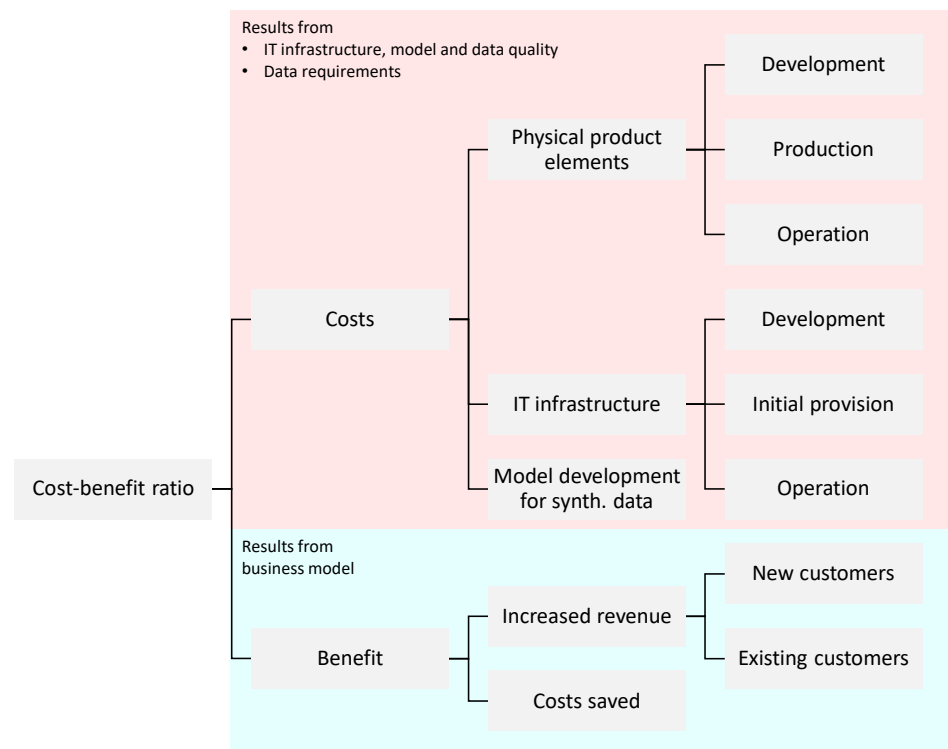 Results from
• IT infrastructure, model and data quality
• Data requirements
Development
Physical product
elements
Production
Operation
Costs
Development
IT infrastructure
Initial provision
Cost-benefit ratio
Model development
for synth. data
Operation
Results from
business model
New customers
Increased revenue
Benefit
Existing customers
Costs saved